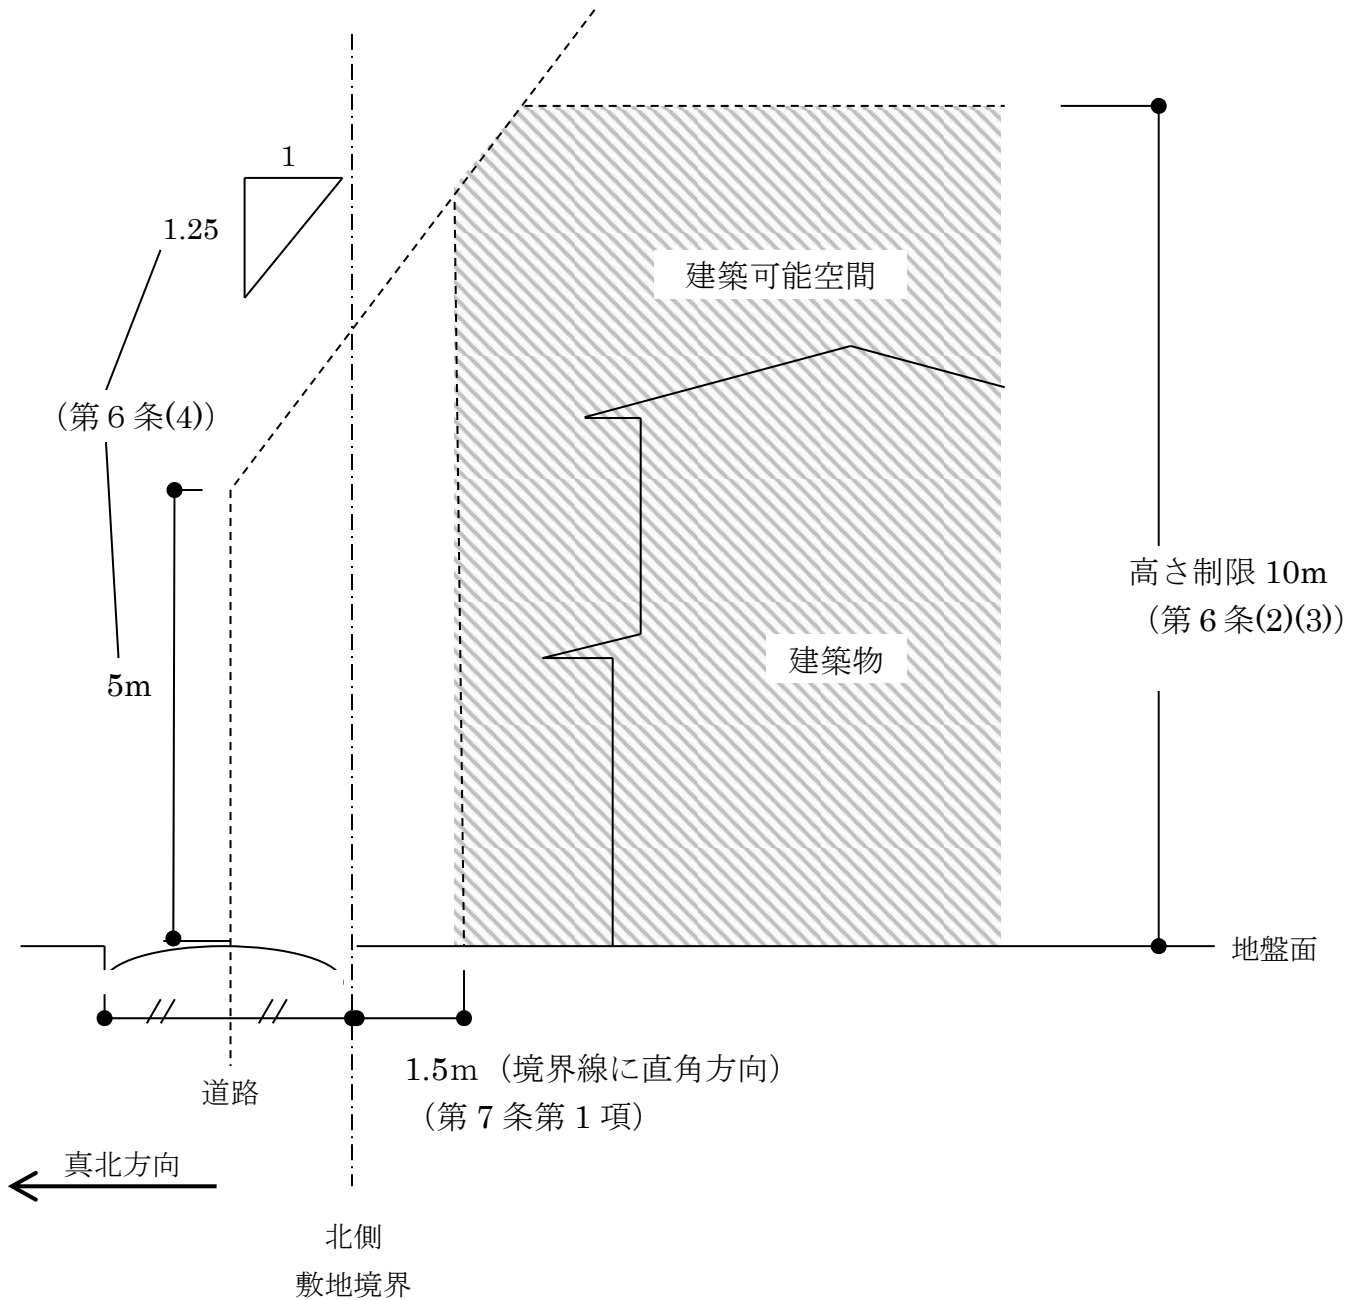 1
1.25
建築可能空間
（第６条(4)）
高さ制限 10m
（第６条(2)(3)）
建築物
5m
地盤面
1.5m（境界線に直角方向）
（第７条第１項）
道路
真北方向
北側
敷地境界